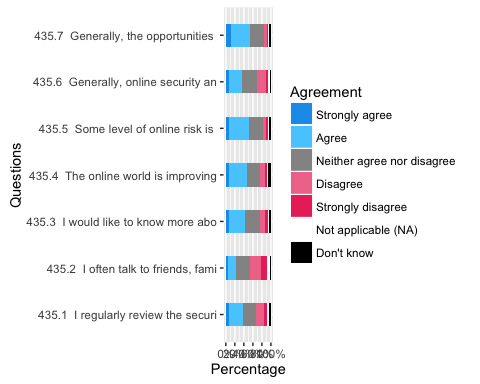 435.7 Generally, the opportunities
435.6 Generally, online security an
435.5 Some level of online risk is
435.4 The online world is improving
435.3 I would like to know more abo
435.2 I often talk to friends, fami
435.1 I regularly review the securi
Questions
Percentage
Agreement
Strongly agree
Agree
Neither agree nor disagree
Disagree
Strongly disagree
Not applicable (NA)
Don't know